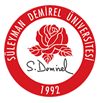 SÜLEYMAN DEMİREL ÜNİVERSİTESİ
S. Demirel
1992